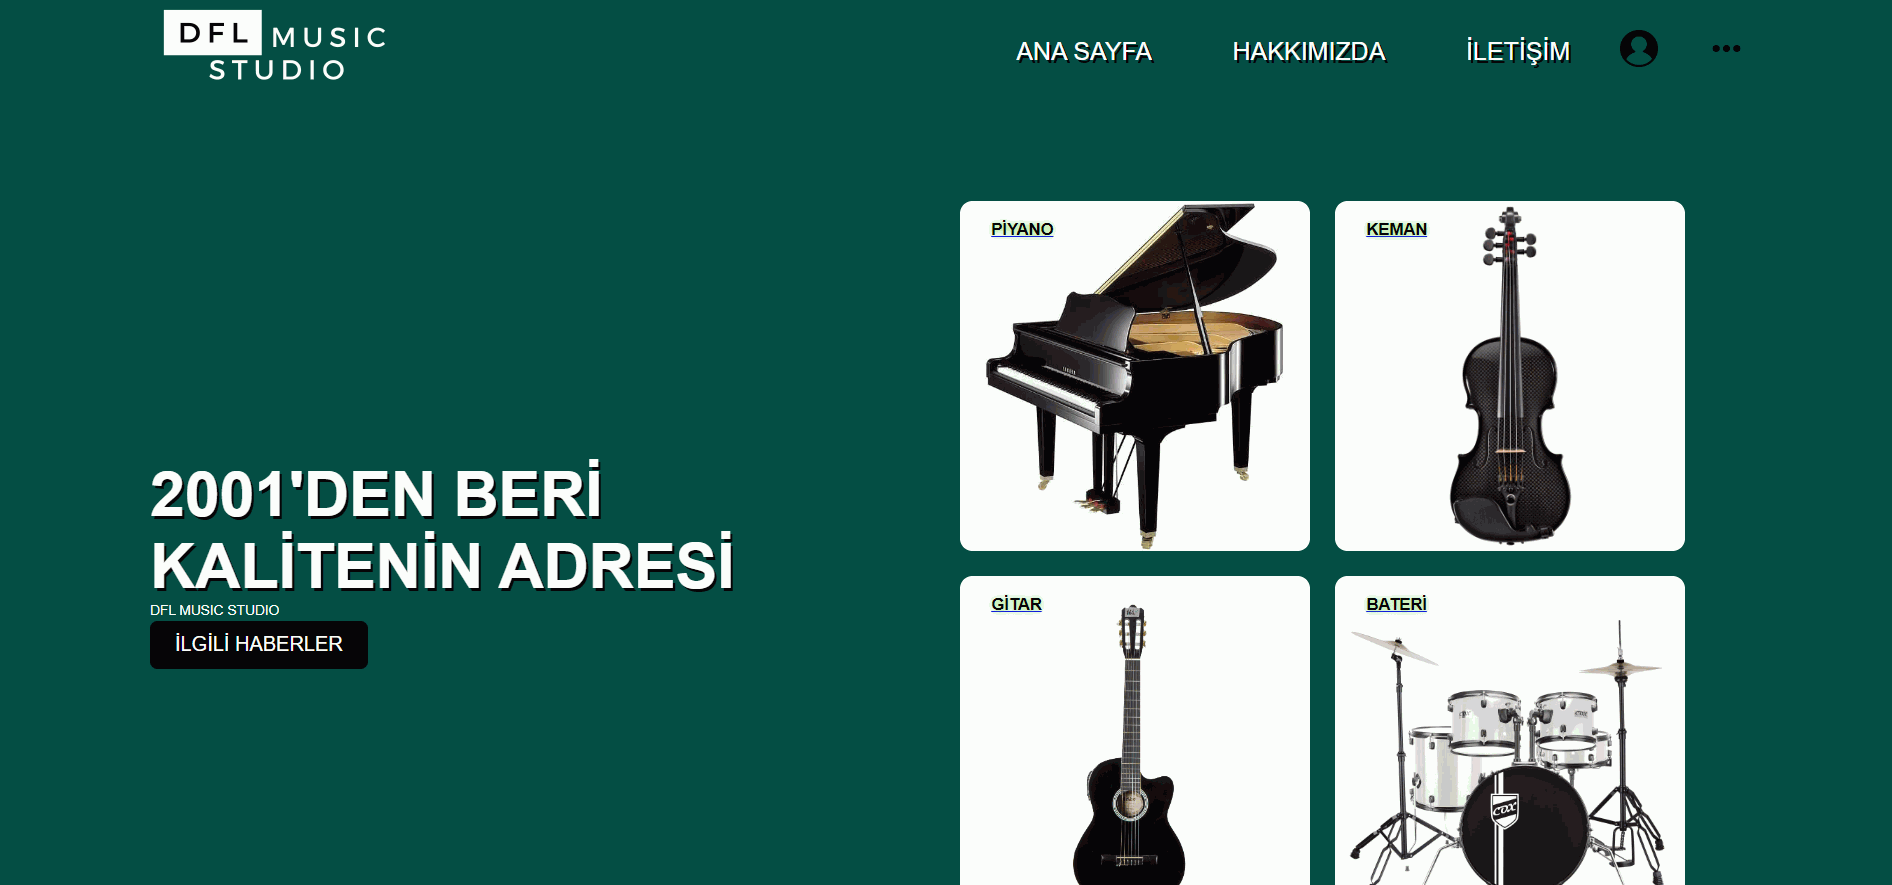 DFL MUSIC
STUDIO
ANA SAYFA
HAKKIMIZDA
İLETİŞİM
PİYANO
KEMAN
2001'DEN BERİ
KALİTENİN ADRESİ
DFL MUSIC STUDIO
İLGİLİ HABERLER
GİTAR
BATERİ
COX